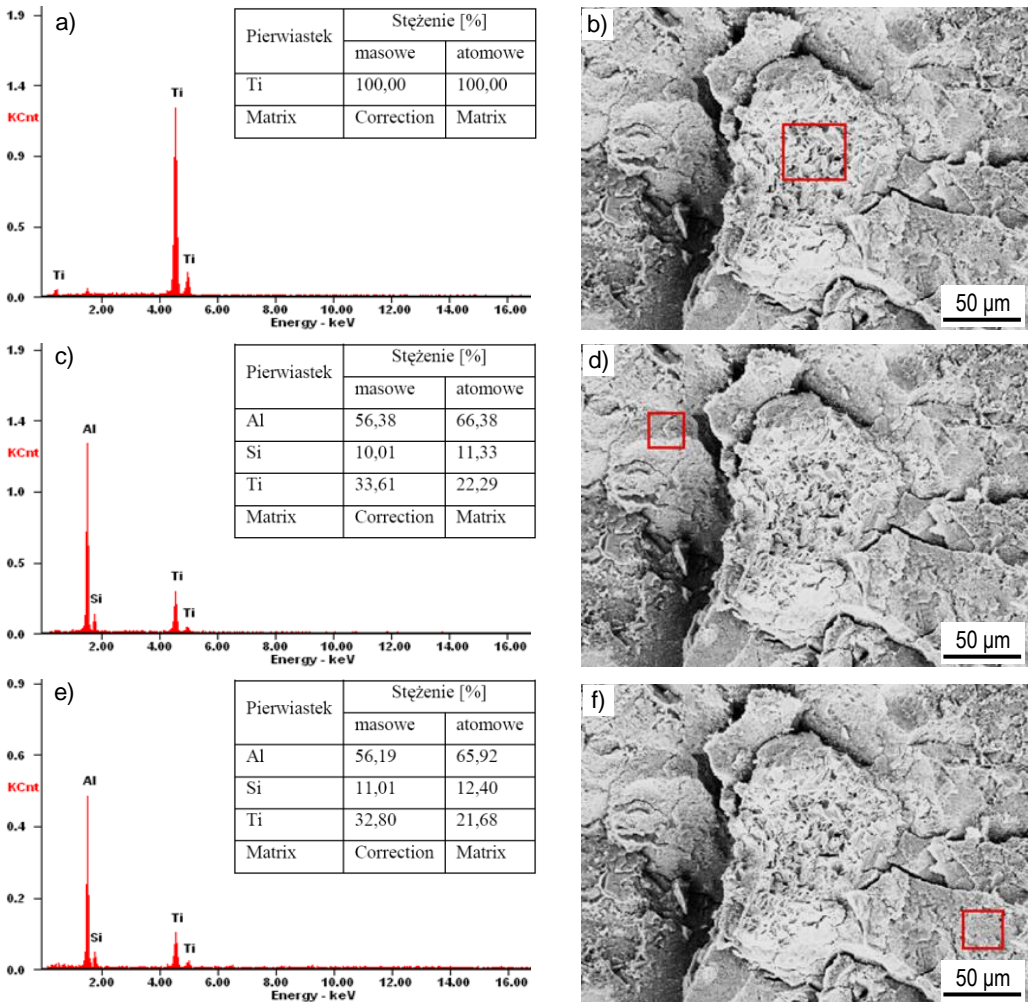 a)
1.9
1.4
KCnt
0.9
0.5
0.0
Ti
Ti
Ti
2.00 4.00 6.00 8.00 10.00 12.00 14.00 16.00
Energy - keV
Pierwiastek Stężenie [%]
masowe atomowe
Ti 100,00 100,00
Matrix Correction Matrix
b)
50 µm
c)
1.9
1.4
KCnt
1.0
0.5
0.0
Al
Si
Ti
Ti
2.00 4.00 6.00 8.00 10.00 12.00 14.00 16.00
Energy - keV
Pierwiastek Stężenie [%]
masowe atomowe
Al 56,38 66,38
Si 10,01 11,33
Ti 33,61 22,29
Matrix Correction Matrix
d)
50 µm
e)
0.9
0.6
KCnt
0.4
0.2
0.0
Al
Si
Ti
Ti
2.00 4.00 6.00 8.00 10.00 12.00 14.00 16.00
Energy - keV
Pierwiastek Stężenie [%]
masowe atomowe
Al 56,19 65,92
Si 11,01 12,40
Ti 32,80 21,68
Matrix Correction Matrix
f)
50 µm